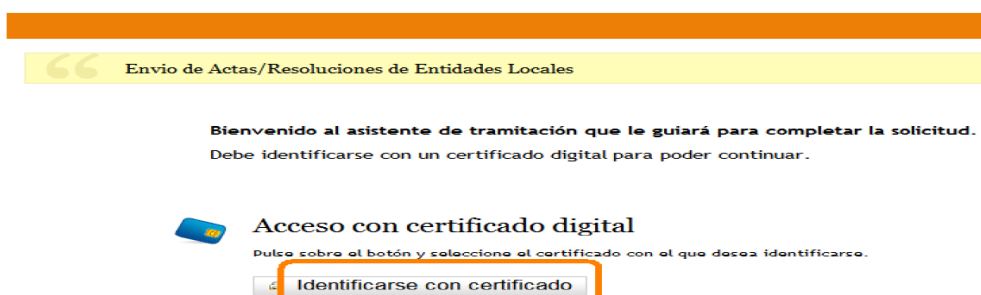 Envio de Actas/Resoluciones de Entidades Locales
Bienvenido al asistente de tramitación que le guiará para completar la solicitud.
Debe identificarse con un certificado digital para poder continuar.
Acceso con certificado digital
Pulse sobre el botón y seleccione el certificado con el que desea identificarse.
Identificarse con certificado